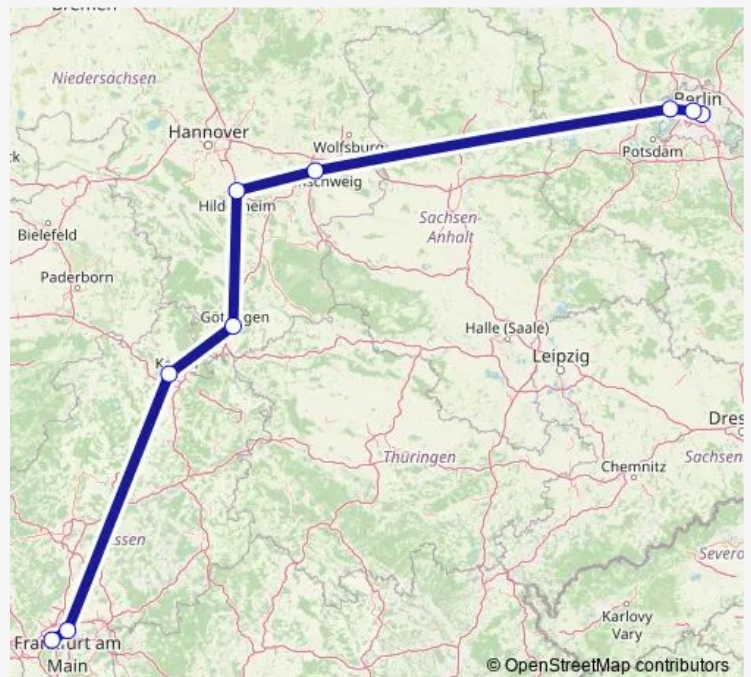 Niedersachsen
Hannover
Wolfsburg
Berlin
Potsdam
Bielefeld
Sachsen-
Anhalt
Paderborn
Halle (Saale)
Leipzig
Thüringen
Chemnitz
Sachsen
Karlovy
Vary
Main
© OpenStreetMap contributors